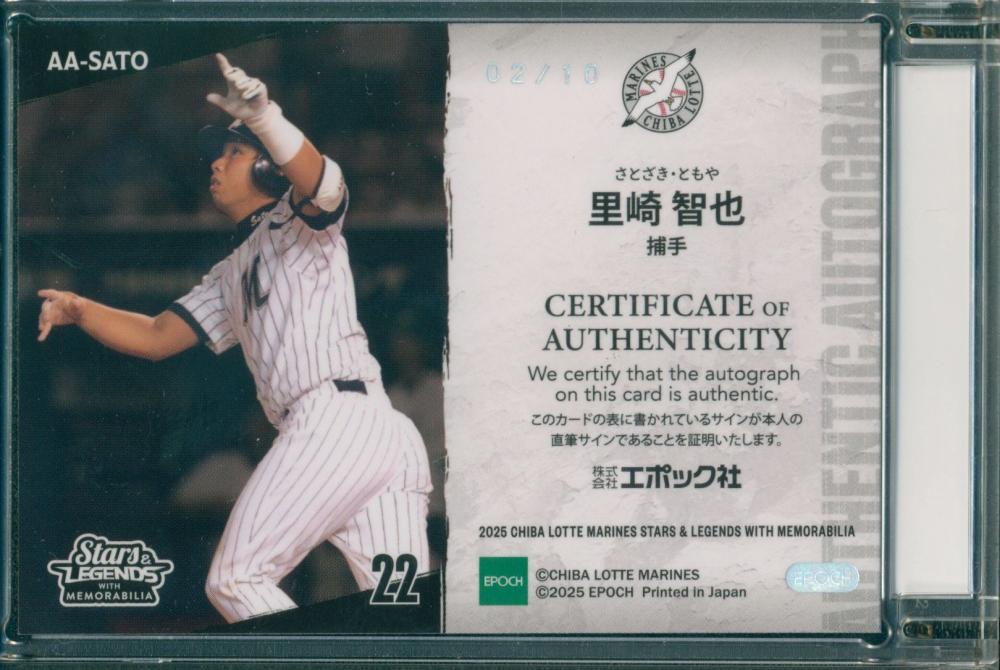 AA-SATO
02/10
MARINES
CHIBA LOTTE
さとざき・ともや
里崎 智也
捕手
CERTIFICATE OF
AUTHENTICITY
We certify that the autograph
on this card is authentic.
このカードの表に書かれているサインが本人の
直筆サインであることを証明いたします。
株式会社エポック社
2025 CHIBA LOTTE MARINES STARS & LEGENDS WITH MEMORABILIA
EPOCH
©CHIBA LOTTE MARINES
©2025 EPOCH Printed in Japan
EPOCH
AUTHENTIC AUTOGRAPH
Stars &
LEGENDS
WITH
MEMORABILIA
22
M